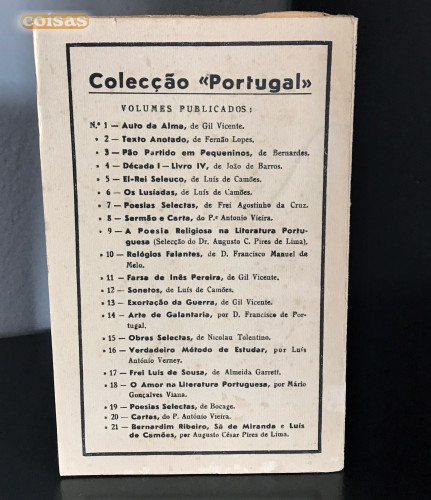 coisas
Colecção «Portugal»
VOLUMES PUBLICADOS:
N.º 1 — Auto da Alma, de Gil Vicente.
» 2 — Texto Anotado, de Fernão Lopes.
» 3 — Pão Partido em Pequeninos, de Bernardes.
» 4 — Década I — Livro IV, de João de Barros.
» 5 — El-Rei Seleuco, de Luís de Camões.
» 6 — Os Lusíadas, de Luís de Camões.
» 7 — Poesias Selectas, de Frei Agostinho da Cruz.
» 8 — Sermão e Carta, do P.e Antonio Vieira.
» 9 — A Poesia Religiosa na Literatura Portu-
guesa (Selecção do Dr. Augusto C. Pires de Lima).
» 10 — Relógios Falantes, de D. Francisco Manuel de
Melo.
» 11 — Farsa de Inês Pereira, de Gil Vicente.
» 12 — Sonetos, de Luís de Camões.
» 13 — Exortação da Guerra, de Gil Vicente.
» 14 — Arte de Galantaria, por D. Francisco de Por-
tugal.
» 15 — Obras Selectas, de Nicolau Tolentino.
» 16 — Verdadeiro Método de Estudar, por Luís
António Verney.
» 17 — Frei Luís de Sousa, de Almeida Garrett.
» 18 — O Amor na Literatura Portuguesa, por Mário
Gonçalves Viana.
» 19 — Poesias Selectas, de Bocage.
» 20 — Cartas, do P. António Vieira.
» 21 — Bernardim Ribeiro, Sá de Miranda e Luís
de Camões, por Augusto César Pires de Lima.